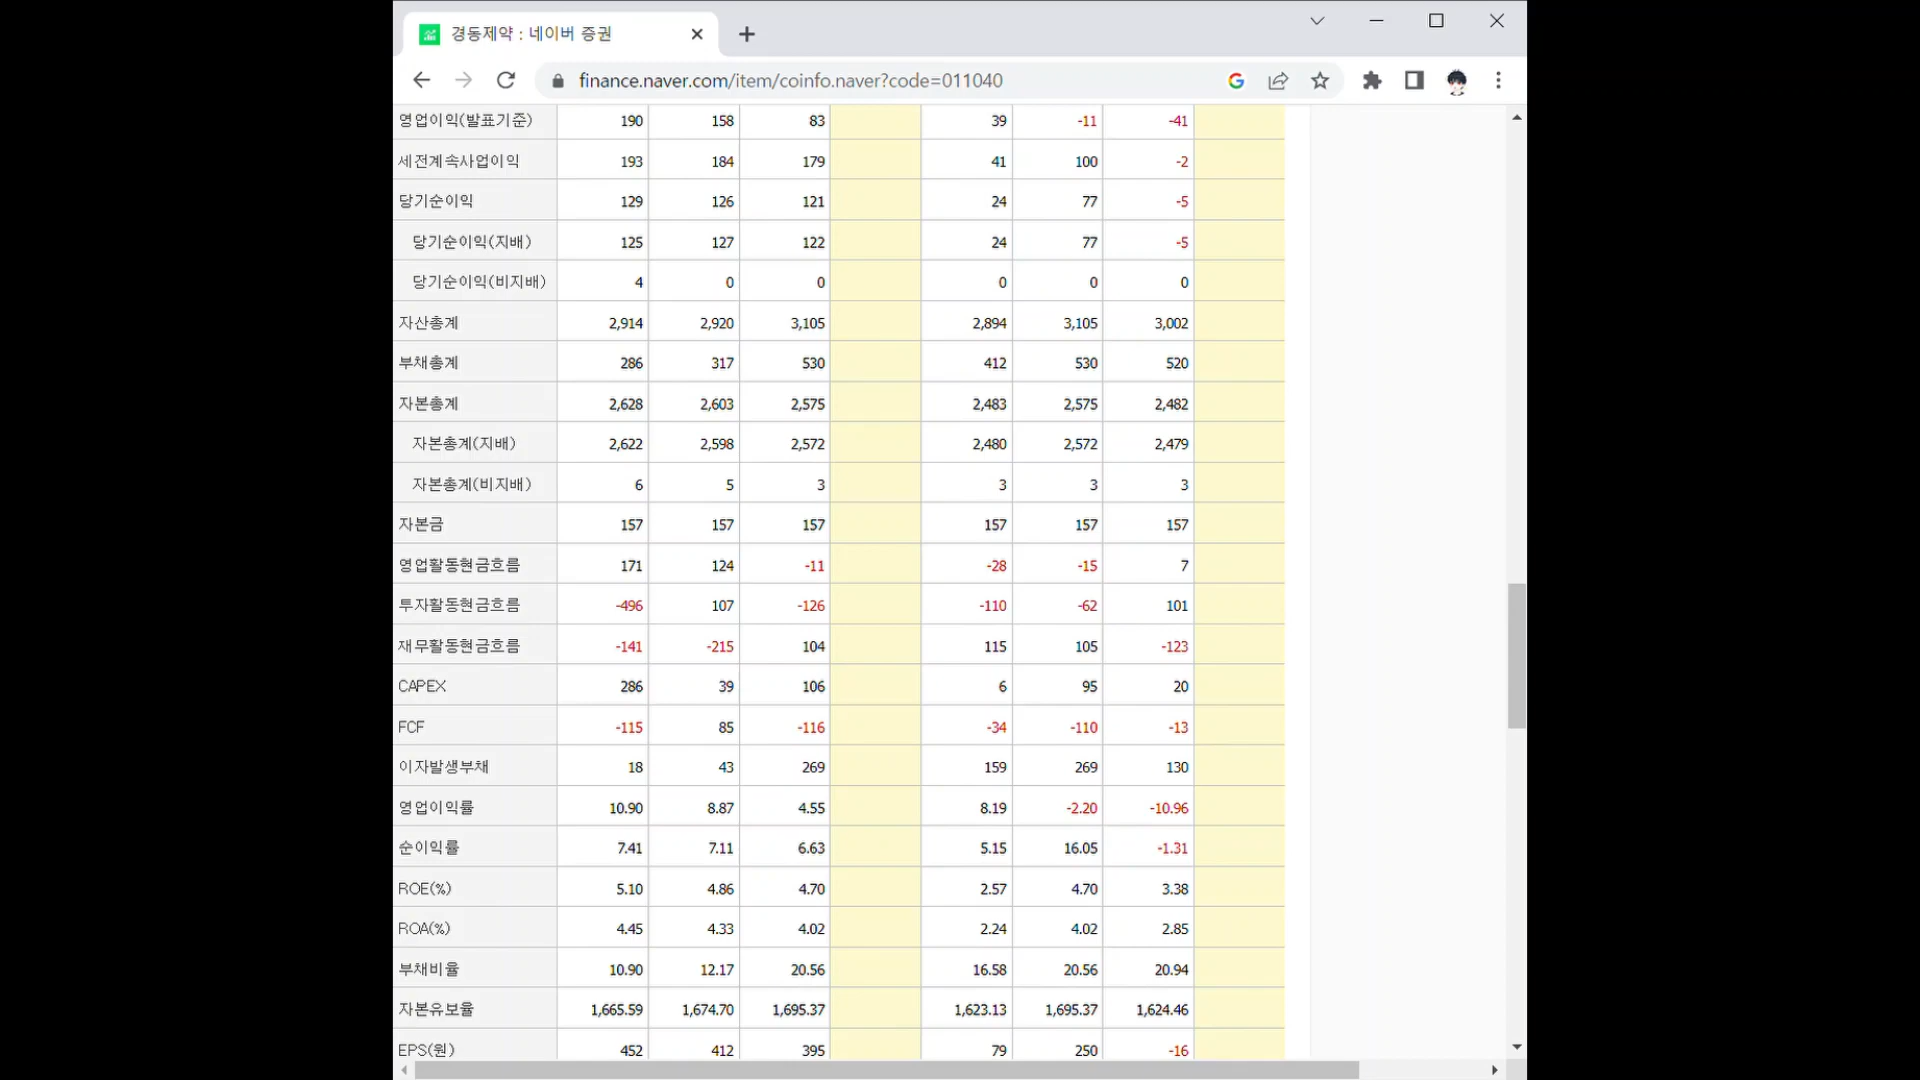 경동제약 : 네이버 증권
finance.naver.com/item/coinfo.naver?code=011040
영업이익(발표기준) 190 158 83 39 -11 -41
세전계속사업이익 193 184 179 41 100 -2
당기순이익 129 126 121 24 77 -5
당기순이익(지배) 125 127 122 24 77 -5
당기순이익(비지배) 4 0 0 0 0 0
자산총계 2,914 2,920 3,105 2,894 3,105 3,002
부채총계 286 317 530 412 530 520
자본총계 2,628 2,603 2,575 2,483 2,575 2,482
자본총계(지배) 2,622 2,598 2,572 2,480 2,572 2,479
자본총계(비지배) 6 5 3 3 3 3
자본금 157 157 157 157 157 157
영업활동현금흐름 171 124 -11 -28 -15 7
투자활동현금흐름 -496 107 -126 -110 -62 101
재무활동현금흐름 -141 -215 104 115 105 -123
CAPEX 286 39 106 6 95 20
FCF -115 85 -116 -34 -110 -13
이자발생부채 18 43 269 159 269 130
영업이익률 10.90 8.87 4.55 8.19 -2.20 -10.96
순이익률 7.41 7.11 6.63 5.15 16.05 -1.31
ROE(%) 5.10 4.86 4.70 2.57 4.70 3.38
ROA(%) 4.45 4.33 4.02 2.24 4.02 2.85
부채비율 10.90 12.17 20.56 16.58 20.56 20.94
자본유보율 1,665.59 1,674.70 1,695.37 1,623.13 1,695.37 1,624.46
EPS(원) 452 412 395 79 250 -16